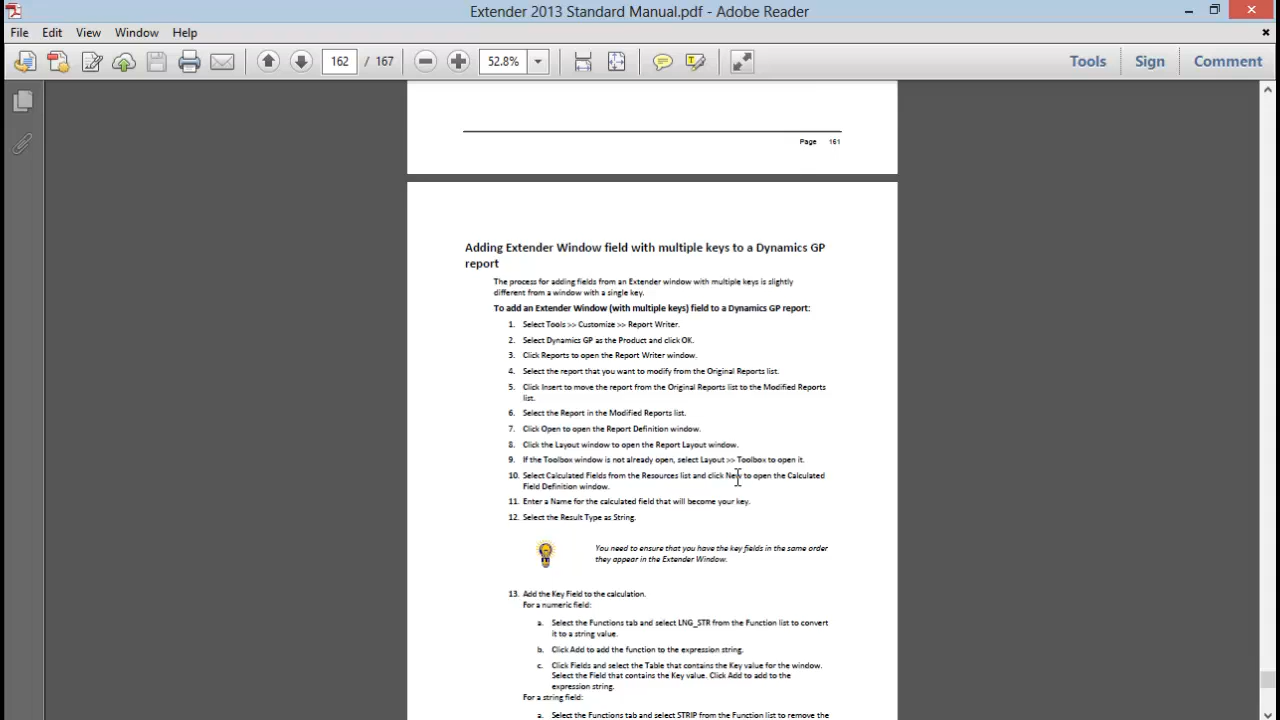 Extender 2013 Standard Manual.pdf - Adobe Reader
File Edit View Window Help
162 / 167 52.8% Tools Sign Comment
Page 161
Adding Extender Window field with multiple keys to a Dynamics GP
report
The process for adding fields from an Extender window with multiple keys is slightly
different from a window with a single key.
To add an Extender Window (with multiple keys) field to a Dynamics GP report:
1. Select Tools >> Customize >> Report Writer.
2. Select Dynamics GP as the Product and click OK.
3. Click Reports to open the Report Writer window.
4. Select the report that you want to modify from the Original Reports list.
5. Click Insert to move the report from the Original Reports list to the Modified Reports
list.
6. Select the Report in the Modified Reports list.
7. Click Open to open the Report Definition window.
8. Click the Layout window to open the Report Layout window.
9. If the Toolbox window is not already open, select Layout >> Toolbox to open it.
10. Select Calculated Fields from the Resources list and click New to open the Calculated
Field Definition window.
11. Enter a Name for the calculated field that will become your key.
12. Select the Result Type as String.
You need to ensure that you have the key fields in the same order
they appear in the Extender Window.
13. Add the Key Field to the calculation.
For a numeric field:
a. Select the Functions tab and select LNG_STR from the Function list to convert
it to a string value.
b. Click Add to add the function to the expression string.
c. Click Fields and select the Table that contains the Key value for the window.
Select the Field that contains the Key value. Click Add to add to the
expression string.
For a string field:
a. Select the Functions tab and select STRIP from the Function list to remove the